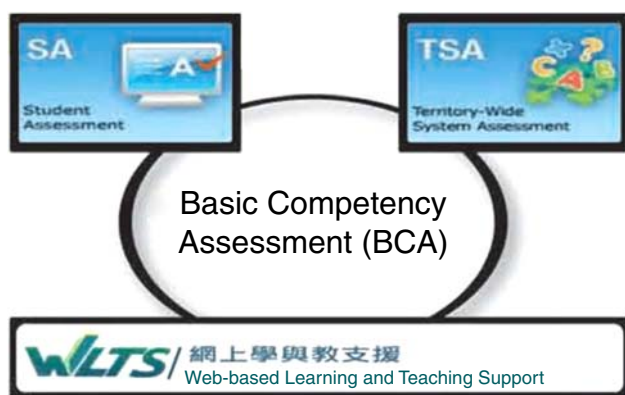 SA
Student
Assessment
A
TSA
Territory-Wide
System Assessment
?
C A B
Basic Competency
Assessment (BCA)
WLTS/網上學與教支援
Web-based Learning and Teaching Support